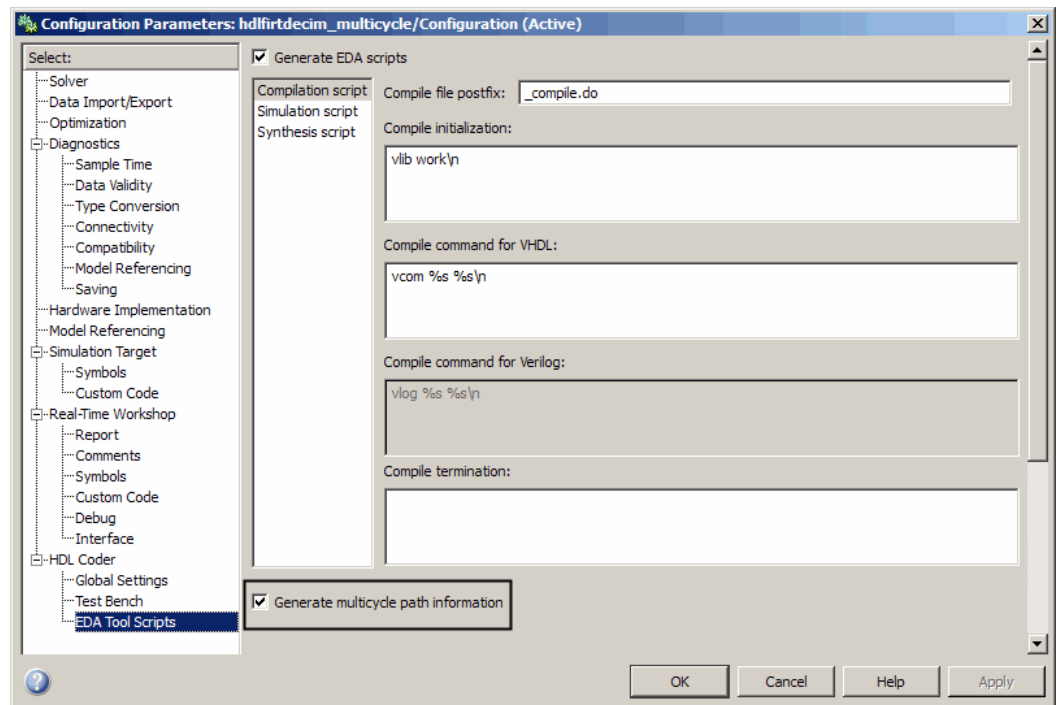 Configuration Parameters: hdlfirtdecim_multicycle/Configuration (Active)
Select:
Solver
Data Import/Export
Optimization
Diagnostics
Sample Time
Data Validity
Type Conversion
Connectivity
Compatibility
Model Referencing
Saving
Hardware Implementation
Model Referencing
Simulation Target
Symbols
Custom Code
Real-Time Workshop
Report
Comments
Symbols
Custom Code
Debug
Interface
HDL Coder
Global Settings
Test Bench
EDA Tool Scripts
Generate EDA scripts
Compilation script
Simulation script
Synthesis script
Compile file postfix: _compile.do
Compile initialization:
vlib work\n
Compile command for VHDL:
vcom %s %s\n
Compile command for Verilog:
vlog %s %s\n
Compile termination:
Generate multicycle path information
OK Cancel Help Apply